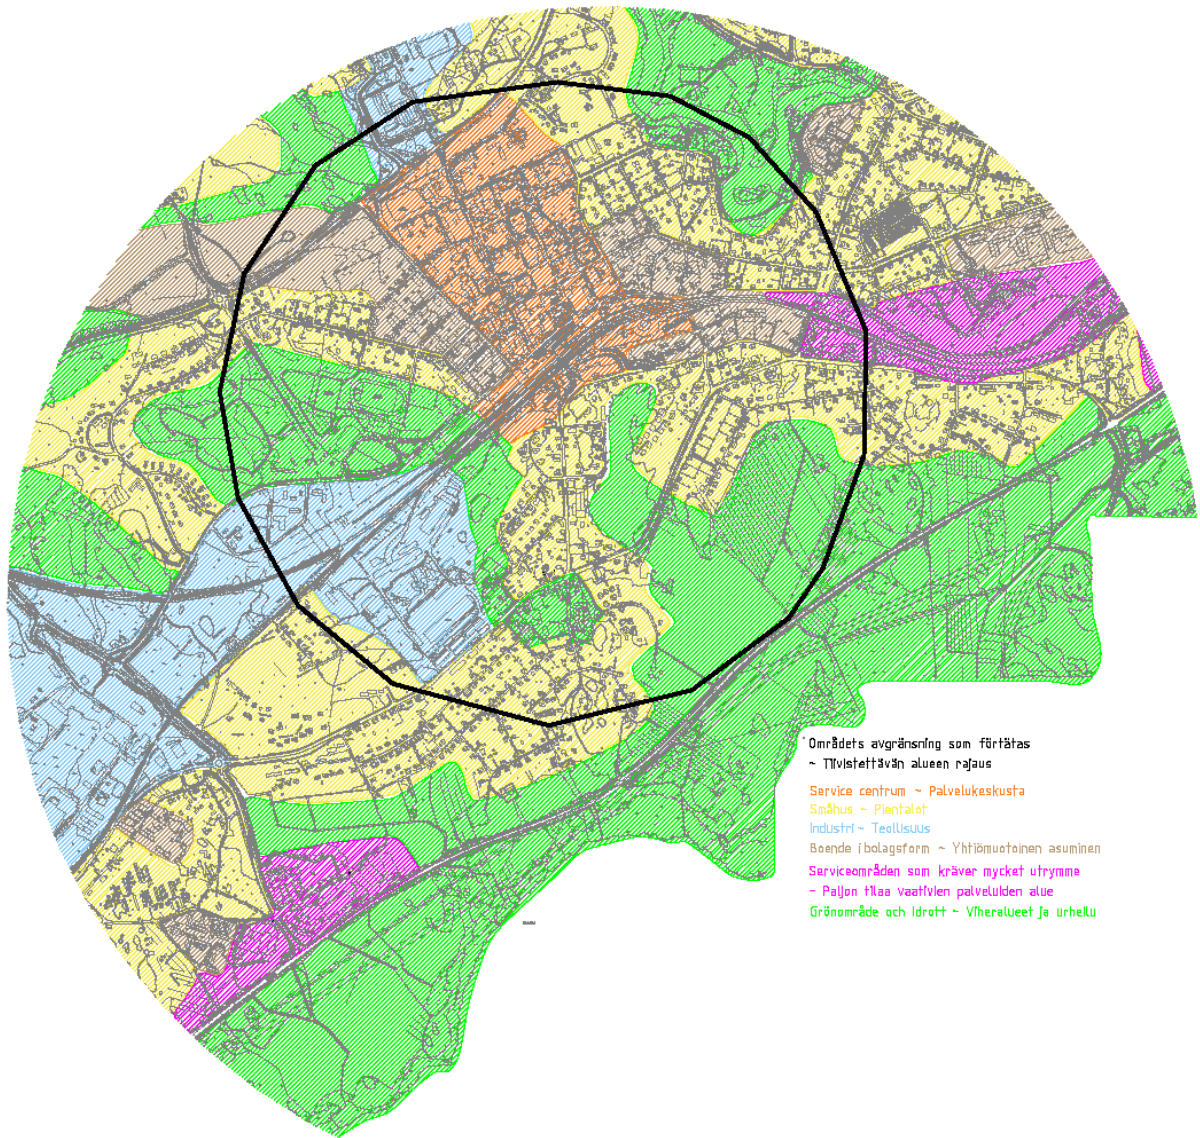 Områdets avgränsning som förtätas
~ Tiivistettävän alueen rajaus
Service centrum ~ Palvelukeskusta
Småhus ~ Pientalot
Industri ~ Teollisuus
Boende i bolagsform ~ Yhtiömuotoinen asuminen
Serviceområden som kräver mycket utrymme
~ Paljon tilaa vaativien palveluiden alue
Grönområde och idrott ~ Viheralueet ja urheilu